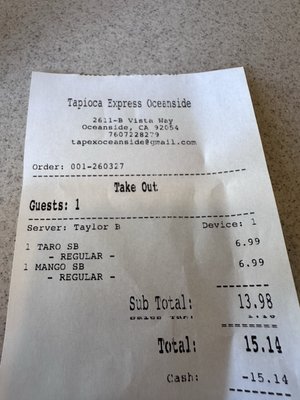 Tapioca Express Oceanside
2611-B Vista Way
Oceanside, CA 92054
7607228279
tapexoceanside@gmail.com
Order: 001-260327
Take Out
Guests: 1
Server: Taylor B Device: 1
1 TARO SB 6.99
- REGULAR -
1 MANGO SB 6.99
- REGULAR -
Sub Total: 13.98
Total: 15.14
Cash: -15.14